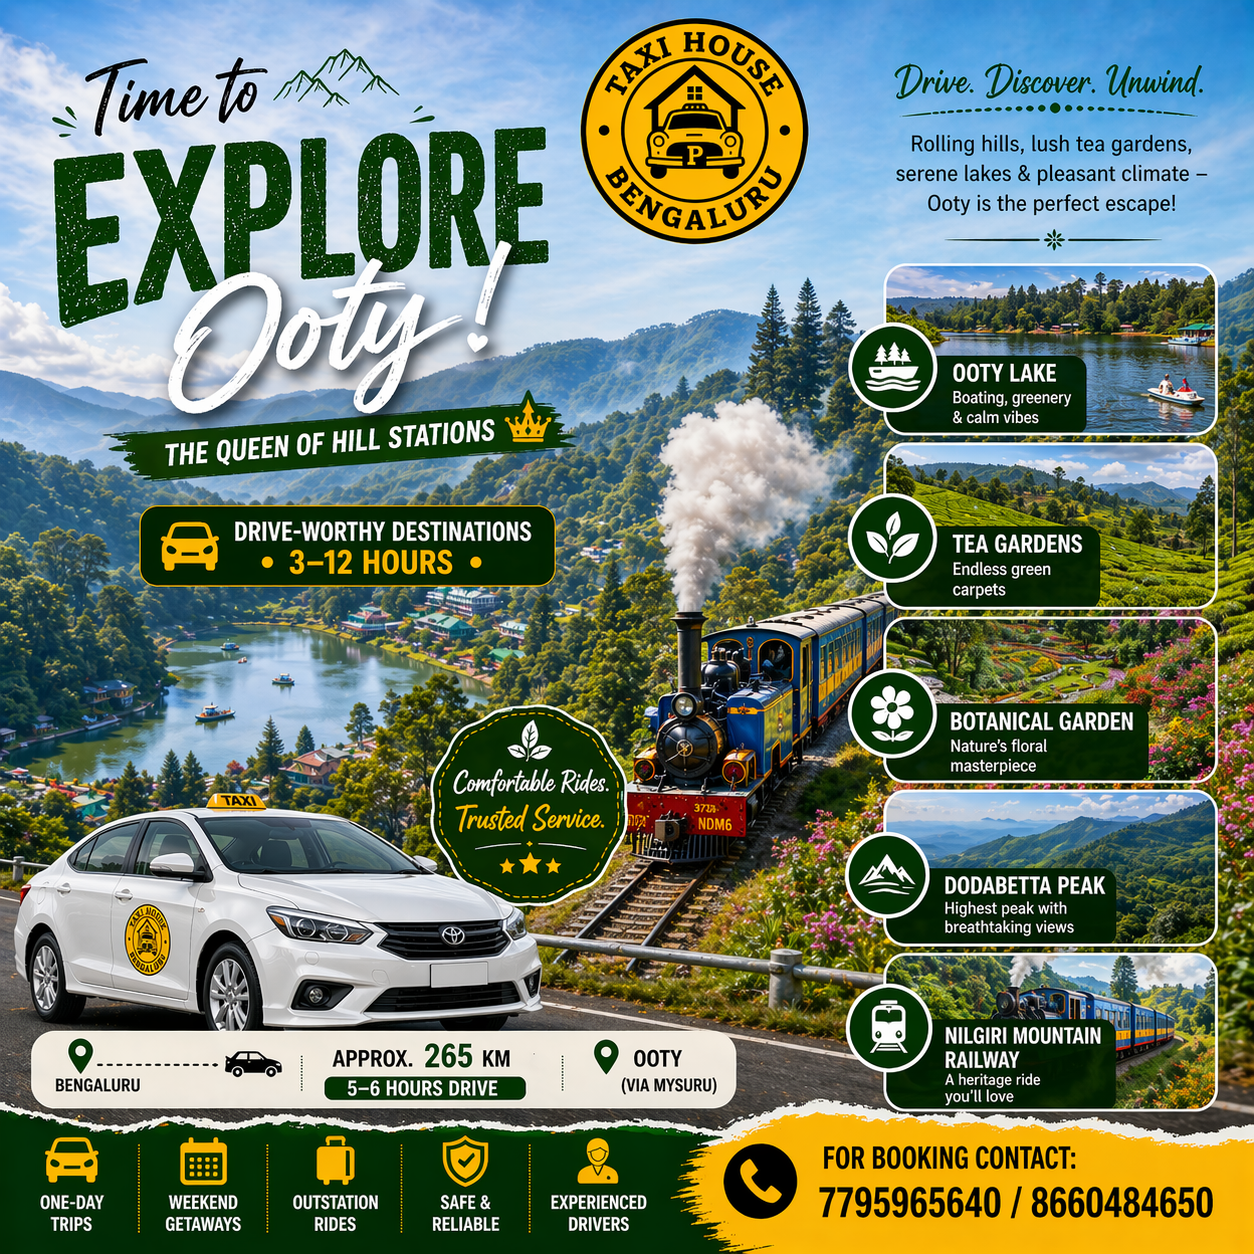 Time to
EXPLORE
Ooty!
THE QUEEN OF HILL STATIONS
DRIVE-WORTHY DESTINATIONS
• 3–12 HOURS •
TAXI HOUSE
P
BENGALURU
Drive. Discover. Unwind.
Rolling hills, lush tea gardens,
serene lakes & pleasant climate –
Ooty is the perfect escape!
OOTY LAKE
Boating, greenery
& calm vibes
TEA GARDENS
Endless green
carpets
BOTANICAL GARDEN
Nature's floral
masterpiece
DODABETTA PEAK
Highest peak with
breathtaking views
NILGIRI MOUNTAIN
RAILWAY
A heritage ride
you'll love
Comfortable Rides.
Trusted Service.
NDM6
TAXI
TAXI HOUSE
BENGALURU
BENGALURU
APPROX. 265 KM
5–6 HOURS DRIVE
OOTY
(VIA MYSURU)
ONE-DAY
TRIPS
WEEKEND
GETAWAYS
OUTSTATION
RIDES
SAFE &
RELIABLE
EXPERIENCED
DRIVERS
FOR BOOKING CONTACT:
7795965640 / 8660484650